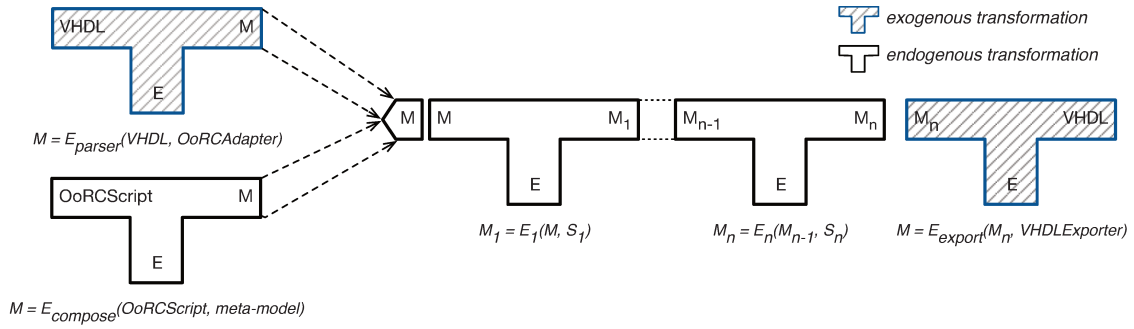 VHDL M
E
M = Eparser(VHDL, OoRCAdapter)
OoRCScript M
E
M = Ecompose(OoRCScript, meta-model)
M
M M1
E
M1 = E1(M, S1)
Mn-1 Mn
E
Mn = En(Mn-1, Sn)
Mn VHDL
E
M = Eexport(Mn, VHDLExporter)
exogenous transformation
endogenous transformation